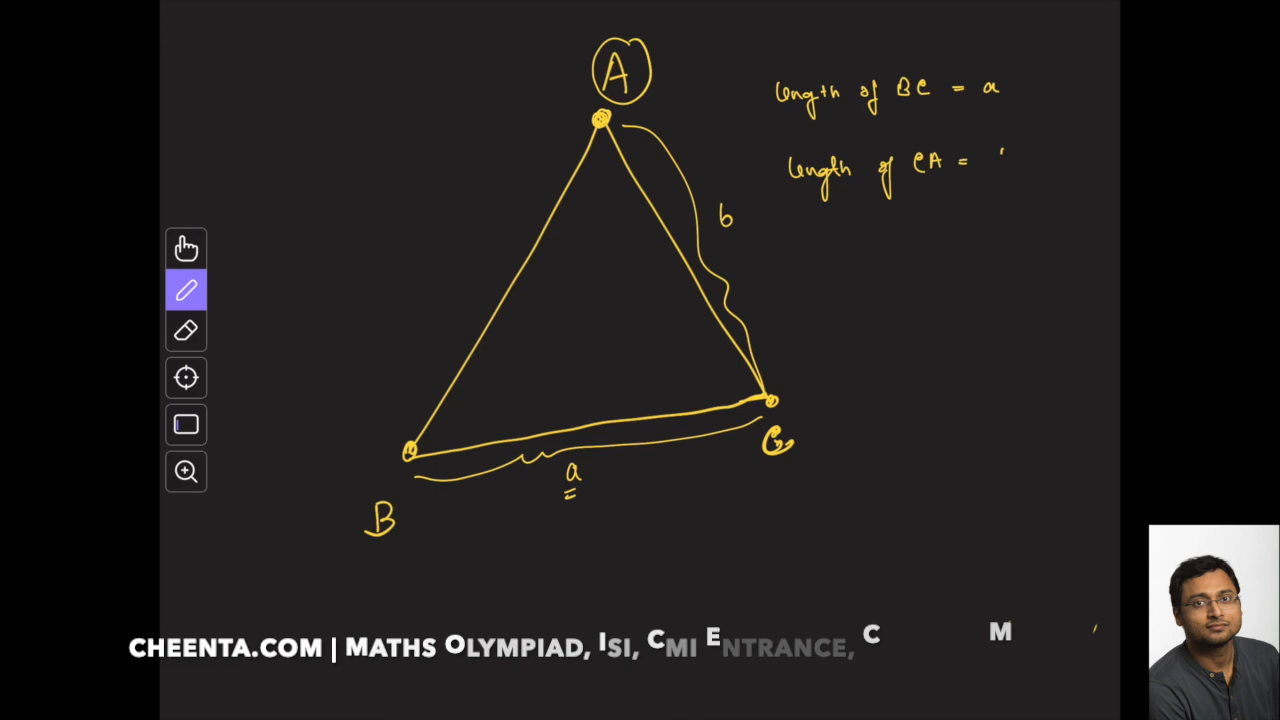 A
length of BC = a
length of CA =
b
a
B
C
CHEENTA.COM | MATHS OLYMPIAD, ISI, CMI ENTRANCE, C M